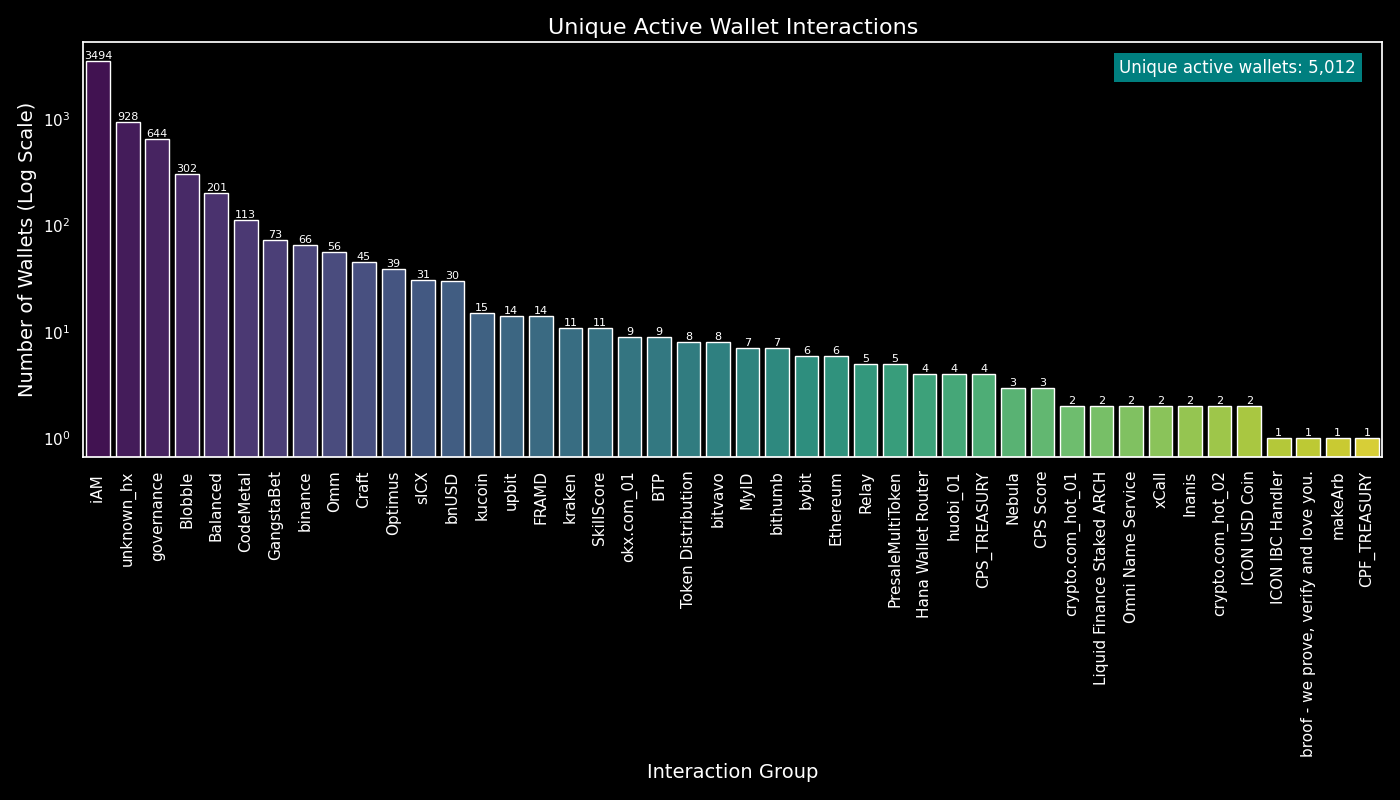 Unique Active Wallet Interactions
Unique active wallets: 5,012
Number of Wallets (Log Scale)
10³
10²
10¹
10⁰
3494
928
644
302
201
113
73
66
56
45
39
31
30
15
14
14
11
11
9
9
8
8
7
7
6
6
5
5
4
4
4
3
3
2
2
2
2
2
2
2
1
1
1
1
iAM
unknown_hx
governance
Blobble
Balanced
CodeMetal
GangstaBet
binance
Omm
Craft
Optimus
sICX
bnUSD
kucoin
upbit
FRAMD
kraken
SkillScore
okx.com_01
BTP
Token Distribution
bitvavo
MyID
bithumb
bybit
Ethereum
Relay
PresaleMultiToken
Hana Wallet Router
huobi_01
CPS_TREASURY
Nebula
CPS Score
crypto.com_hot_01
Liquid Finance Staked ARCH
Omni Name Service
xCall
Inanis
crypto.com_hot_02
ICON USD Coin
ICON IBC Handler
broof - we prove, verify and love you.
makeArb
CPF_TREASURY
Interaction Group